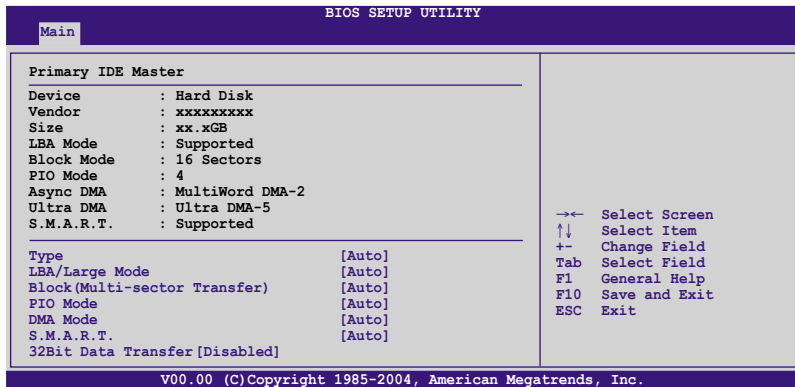 BIOS SETUP UTILITY
Main
Primary IDE Master
Device : Hard Disk
Vendor : xxxxxxxxx
Size : xx.xGB
LBA Mode : Supported
Block Mode : 16 Sectors
PIO Mode : 4
Async DMA : MultiWord DMA-2
Ultra DMA : Ultra DMA-5
S.M.A.R.T. : Supported
Type [Auto]
LBA/Large Mode [Auto]
Block(Multi-sector Transfer) [Auto]
PIO Mode [Auto]
DMA Mode [Auto]
S.M.A.R.T. [Auto]
32Bit Data Transfer[Disabled]
→← Select Screen
↑↓ Select Item
+- Change Field
Tab Select Field
F1 General Help
F10 Save and Exit
ESC Exit
V00.00 (C)Copyright 1985-2004, American Megatrends, Inc.